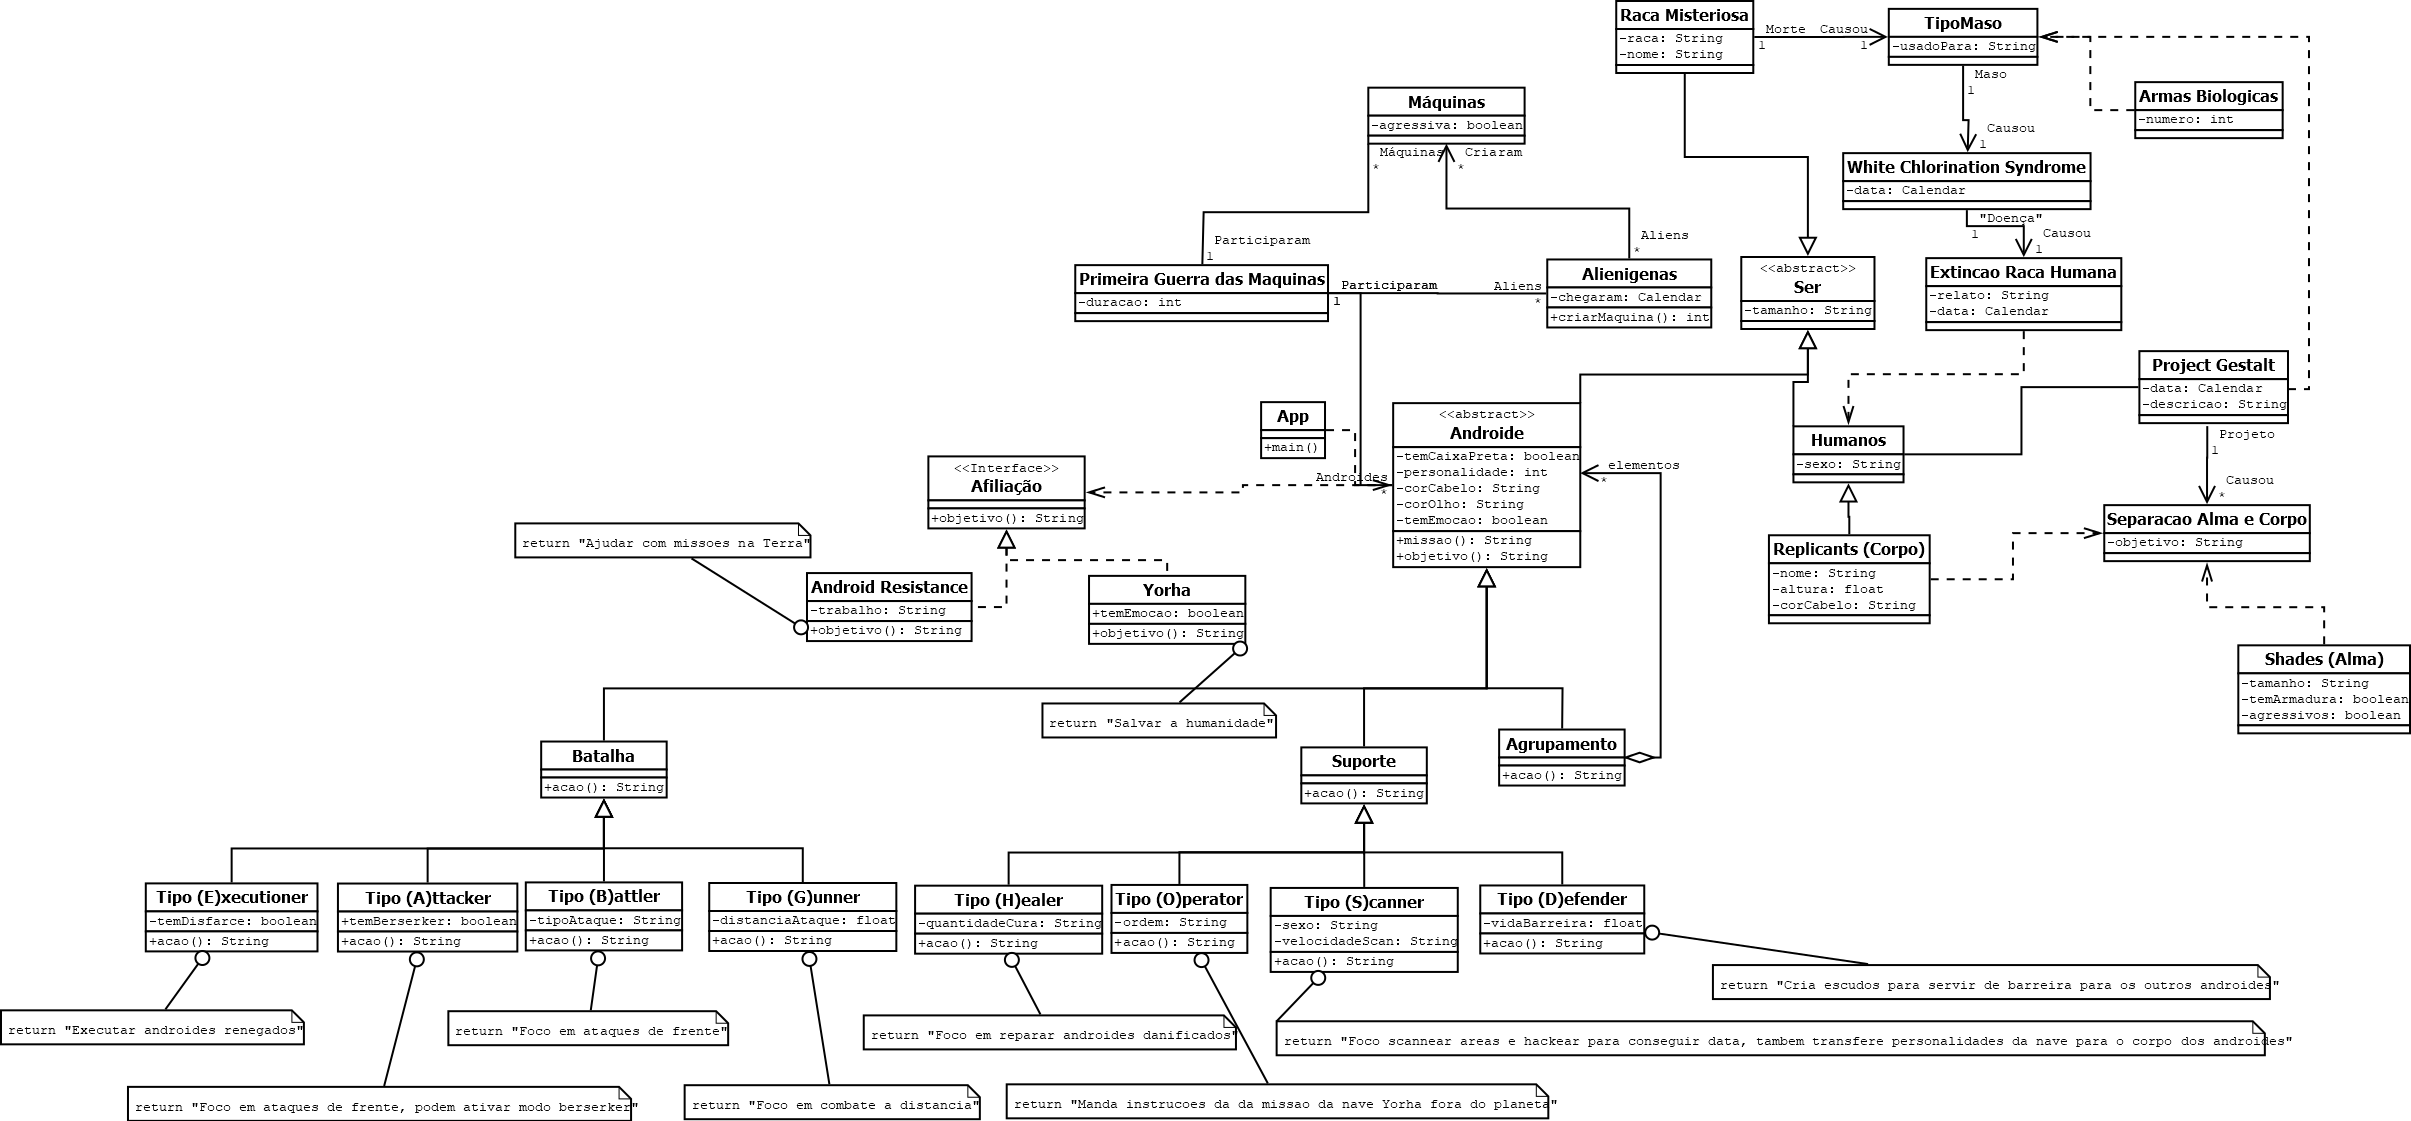 Raca Misteriosa
-raca: String
-nome: String
Morte
1
Causou
1
TipoMaso
-usadoPara: String
Maso
1
Causou
1
Armas Biologicas
-numero: int
Máquinas
-agressiva: boolean
Máquinas
*
Criaram
*
White Chlorination Syndrome
-data: Calendar
"Doença"
1
Causou
1
Participaram
1
Aliens
*
Primeira Guerra das Maquinas
-duracao: int
Participaram
1
Aliens
*
Alienigenas
-chegaram: Calendar
+criarMaquina(): int
<<abstract>>
Ser
-tamanho: String
Extincao Raca Humana
-relato: String
-data: Calendar
Project Gestalt
-data: Calendar
-descricao: String
Projeto
1
Causou
*
App
+main()
<<abstract>>
Androide
-temCaixaPreta: boolean
-personalidade: int
-corCabelo: String
-corOlho: String
-temEmocao: boolean
+missao(): String
+objetivo(): String
Androides
*
elementos
*
Humanos
-sexo: String
<<Interface>>
Afiliação
+objetivo(): String
Separacao Alma e Corpo
-objetivo: String
return "Ajudar com missoes na Terra"
Replicants (Corpo)
-nome: String
-altura: float
-corCabelo: String
Android Resistance
-trabalho: String
+objetivo(): String
Yorha
+temEmocao: boolean
+objetivo(): String
Shades (Alma)
-tamanho: String
-temArmadura: boolean
-agressivos: boolean
return "Salvar a humanidade"
Batalha
+acao(): String
Suporte
+acao(): String
Agrupamento
+acao(): String
Tipo (E)xecutioner
-temDisfarce: boolean
+acao(): String
Tipo (A)ttacker
+temBerserker: boolean
+acao(): String
Tipo (B)attler
-tipoAtaque: String
+acao(): String
Tipo (G)unner
-distanciaAtaque: float
+acao(): String
Tipo (H)ealer
-quantidadeCura: String
+acao(): String
Tipo (O)perator
-ordem: String
+acao(): String
Tipo (S)canner
-sexo: String
-velocidadeScan: String
+acao(): String
Tipo (D)efender
-vidaBarreira: float
+acao(): String
return "Cria escudos para servir de barreira para os outros androides"
return "Executar androides renegados"
return "Foco em ataques de frente"
return "Foco em reparar androides danificados"
return "Foco scannear areas e hackear para conseguir data, tambem transfere personalidades da nave para o corpo dos androides"
return "Foco em ataques de frente, podem ativar modo berserker"
return "Foco em combate a distancia"
return "Manda instrucoes da da missao da nave Yorha fora do planeta"